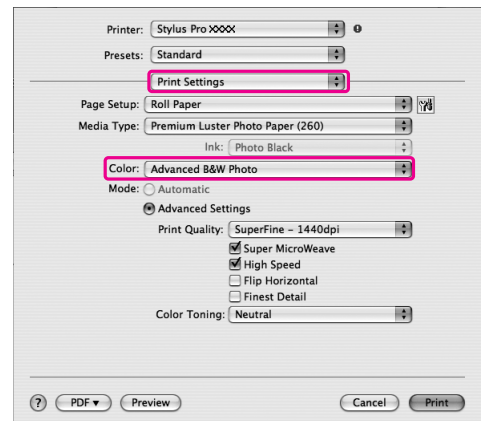 Printer: Stylus Pro XXXX
Presets: Standard
Print Settings
Page Setup: Roll Paper
Media Type: Premium Luster Photo Paper (260)
Ink: Photo Black
Color: Advanced B&W Photo
Mode: Automatic
Advanced Settings
Print Quality: SuperFine - 1440dpi
Super MicroWeave
High Speed
Flip Horizontal
Finest Detail
Color Toning: Neutral
? PDF Preview Cancel Print